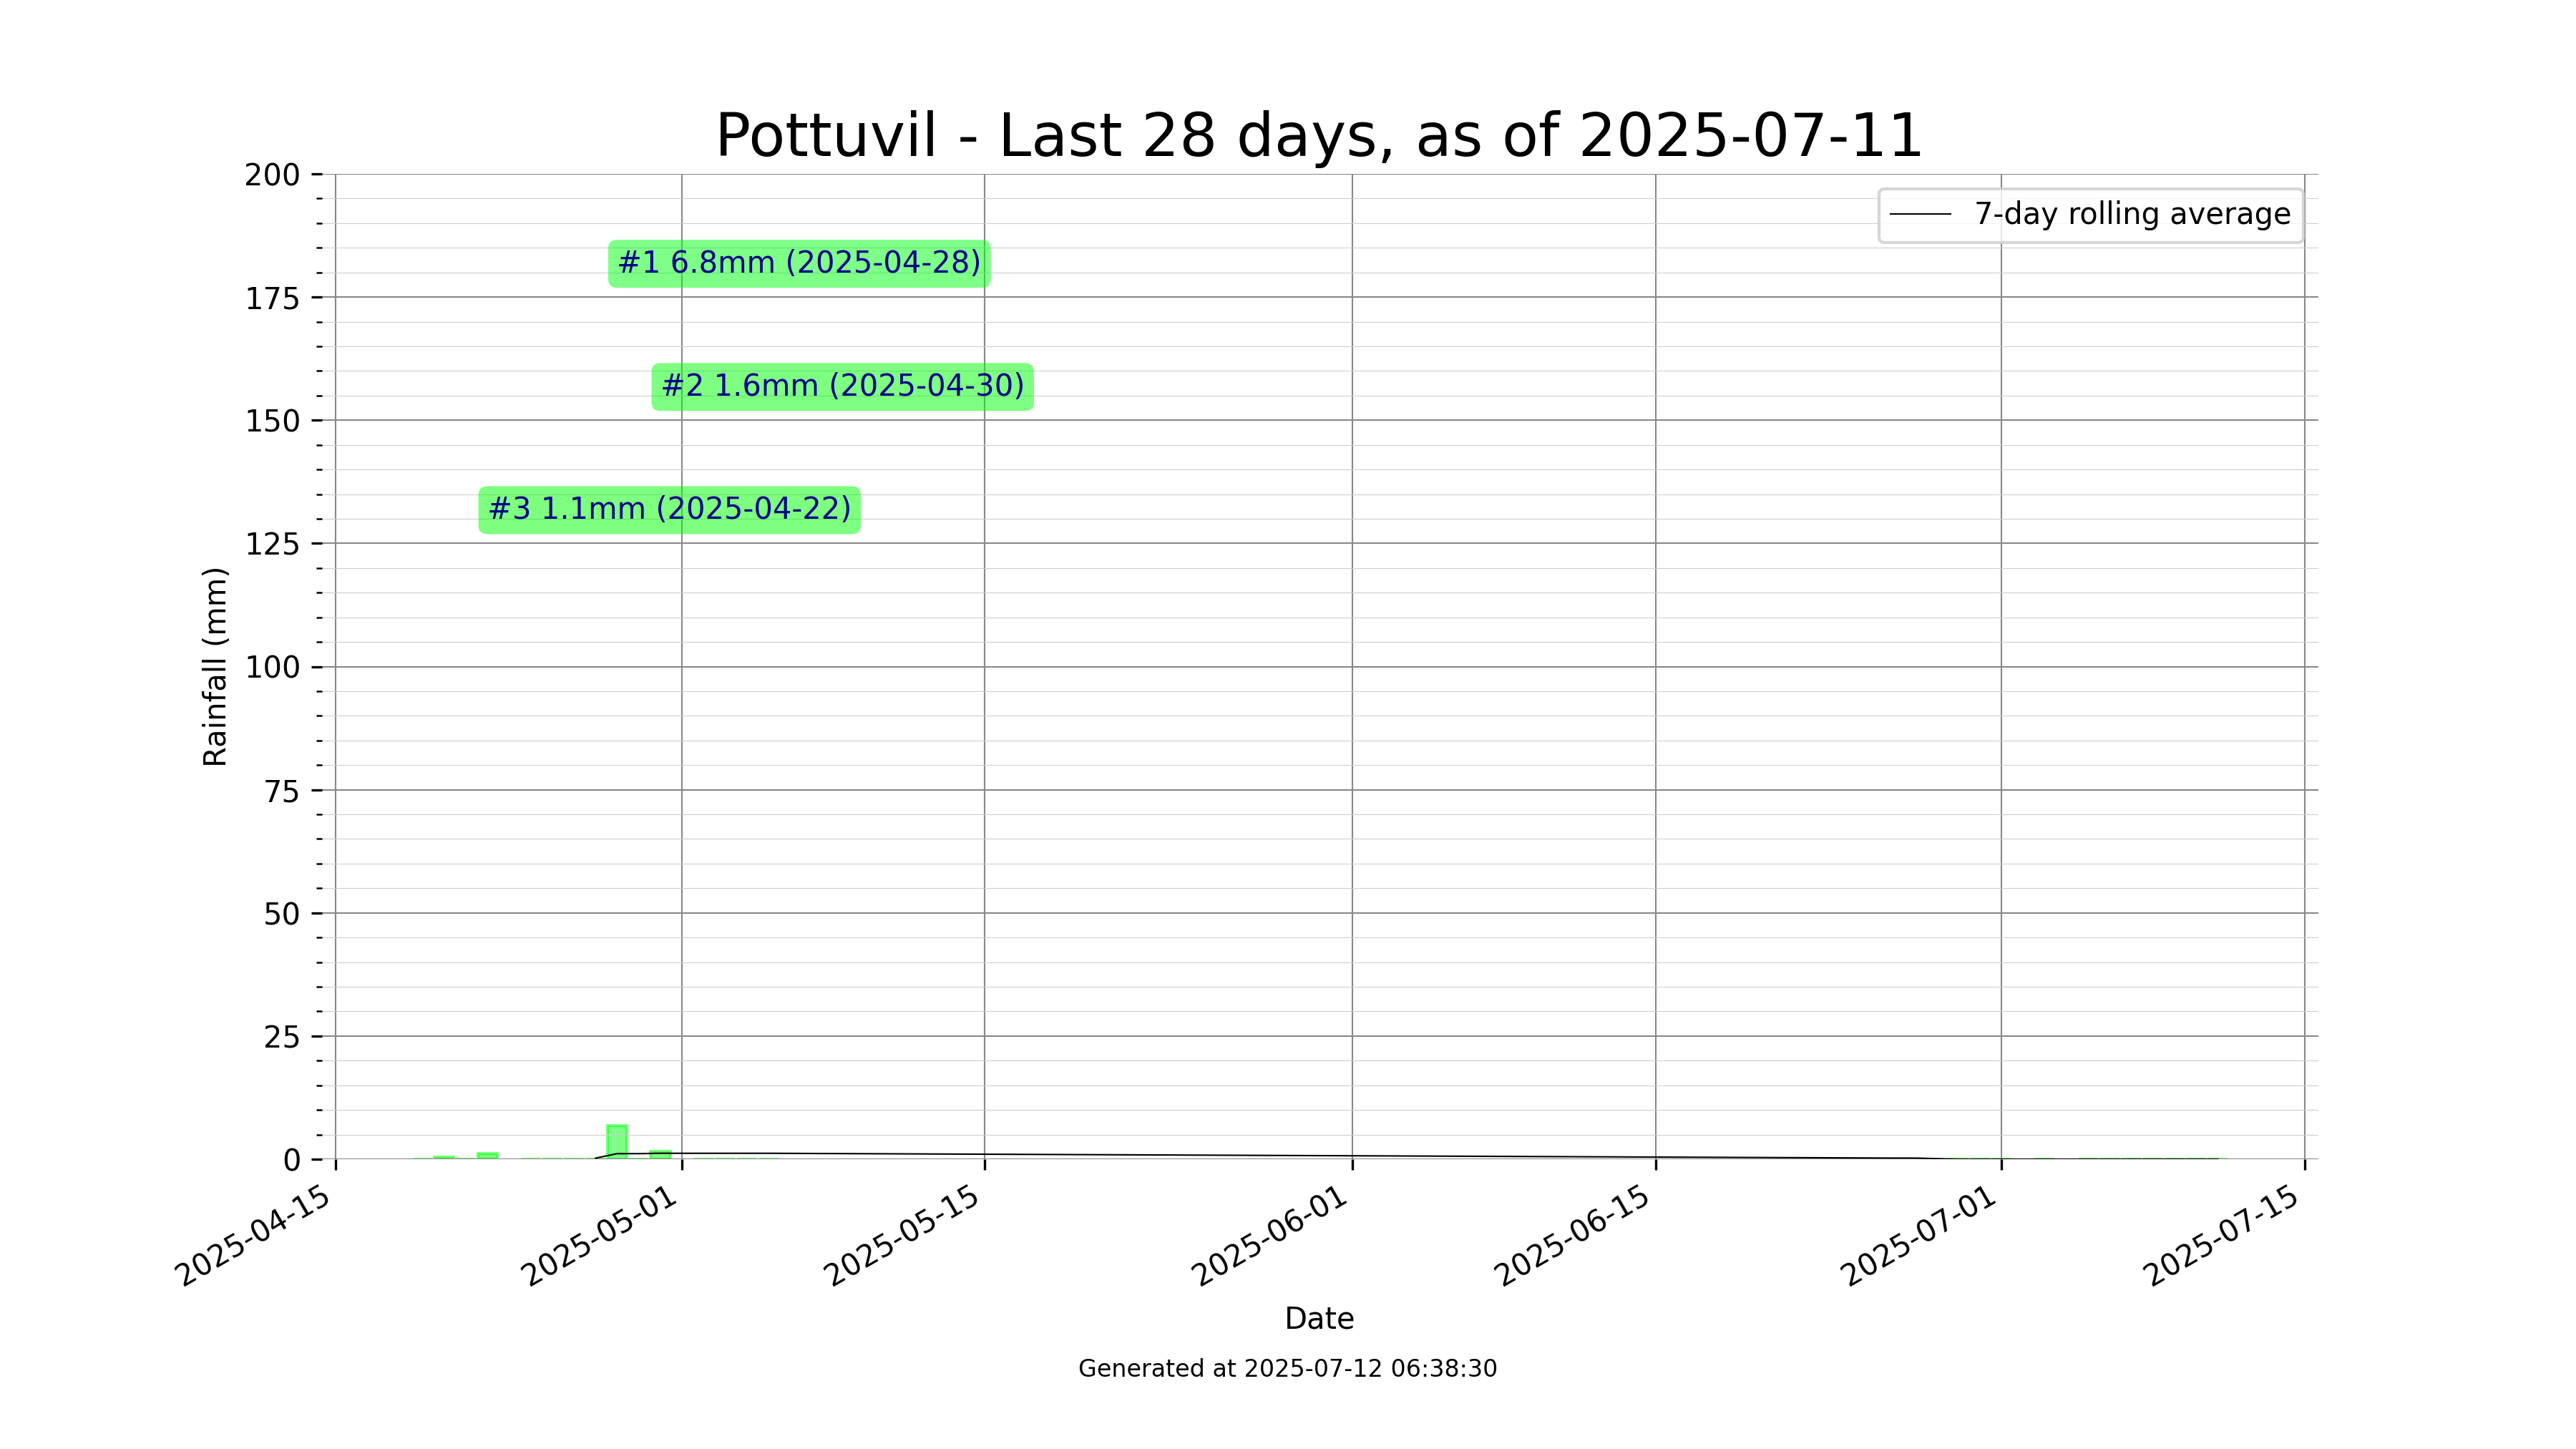 Pottuvil - Last 28 days, as of 2025-07-11
7-day rolling average
#1 6.8mm (2025-04-28)
#2 1.6mm (2025-04-30)
#3 1.1mm (2025-04-22)
Rainfall (mm)
200
175
150
125
100
75
50
25
0
2025-04-15
2025-05-01
2025-05-15
2025-06-01
2025-06-15
2025-07-01
2025-07-15
Date
Generated at 2025-07-12 06:38:30